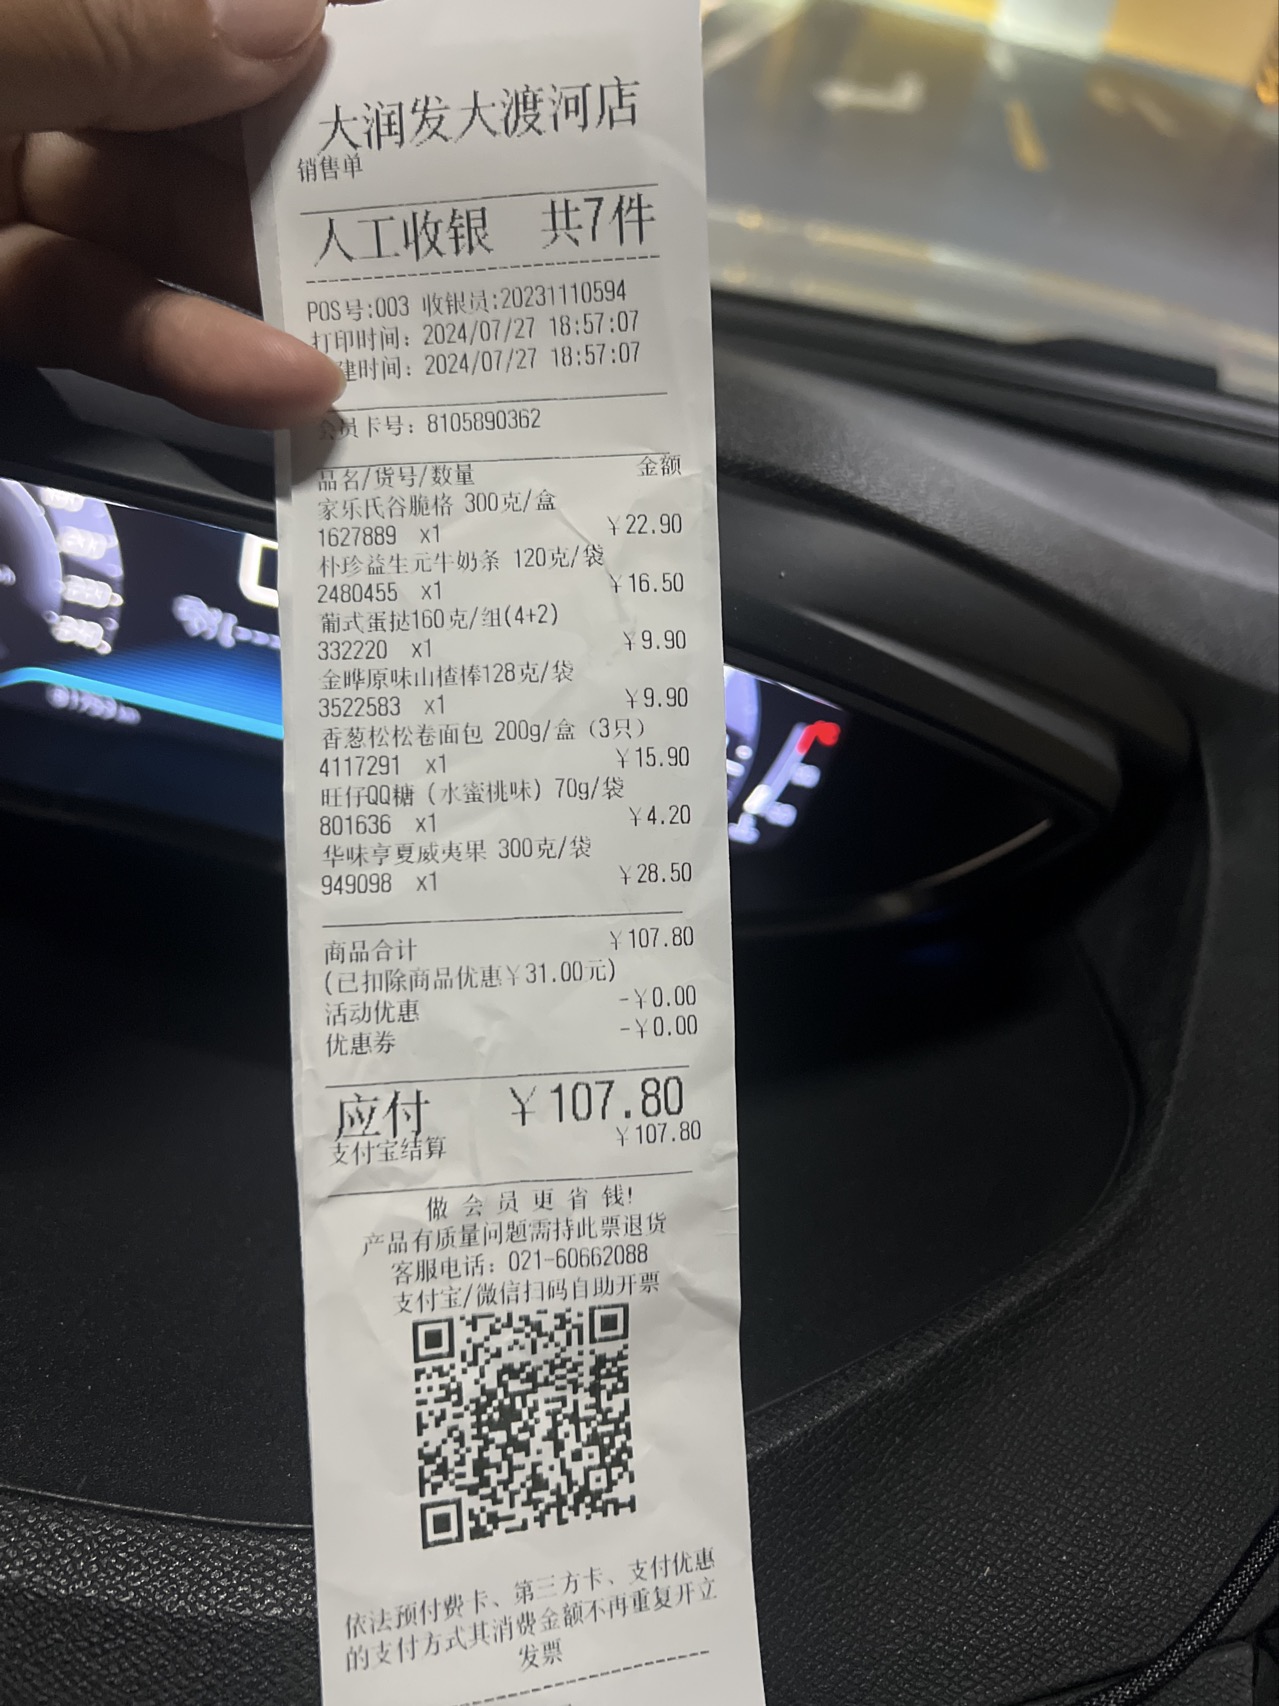 大润发大渡河店
销售单
人工收银 共7件
POS号:003 收银员:20231110594
打印时间: 2024/07/27 18:57:07
建时间: 2024/07/27 18:57:07
会员卡号: 8105890362
品名/货号/数量 金额
家乐氏谷脆格 300克/盒
1627889 x1 ¥22.90
朴珍益生元牛奶条 120克/袋
2480455 x1 ¥16.50
葡式蛋挞160克/组(4+2)
332220 x1 ¥9.90
金晔原味山楂棒128克/袋
3522583 x1 ¥9.90
香葱松松卷面包 200g/盒（3只）
4117291 x1 ¥15.90
旺仔QQ糖（水蜜桃味）70g/袋
801636 x1 ¥4.20
华味亨夏威夷果 300克/袋
949098 x1 ¥28.50
商品合计 ¥107.80
(已扣除商品优惠¥31.00元)
活动优惠 -¥0.00
优惠券 -¥0.00
应付 ¥107.80
支付宝结算 ¥107.80
做 会 员 更 省 钱!
产品有质量问题需持此票退货
客服电话: 021-60662088
支付宝/微信扫码自助开票
依法预付费卡、第三方卡、支付优惠
的支付方式其消费金额不再重复开立
发票